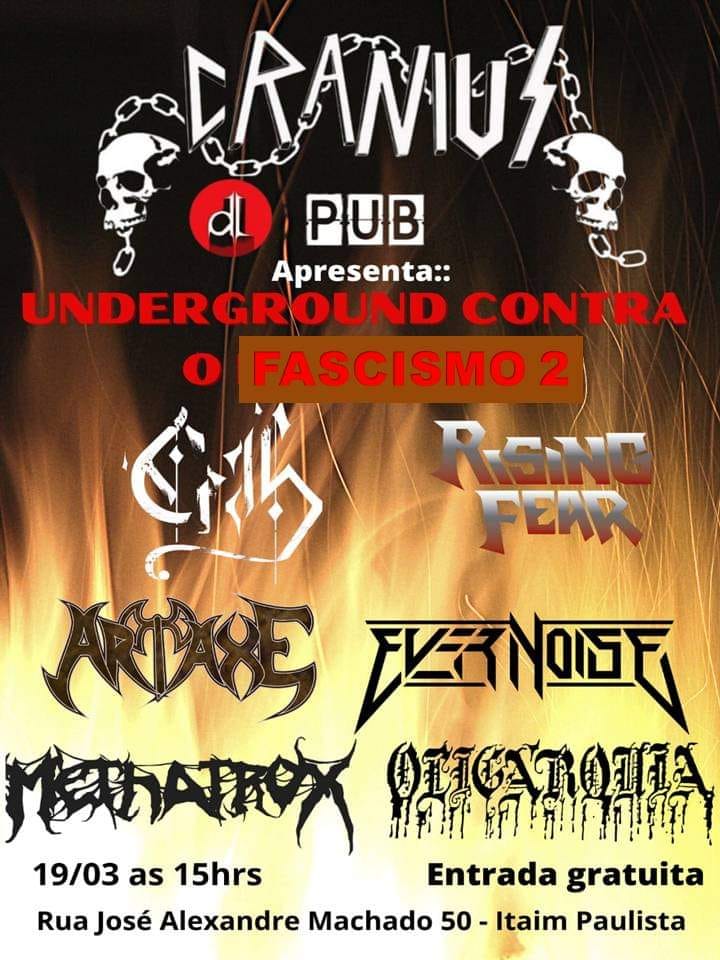 CRANIUS
dl PUB
Apresenta::
UNDERGROUND CONTRA
O FASCISMO 2
RISING
FEAR
ARTAXE
EVERNOISE
METHATROX
OLIGARQUIA
19/03 as 15hrs
Entrada gratuita
Rua José Alexandre Machado 50 - Itaim Paulista